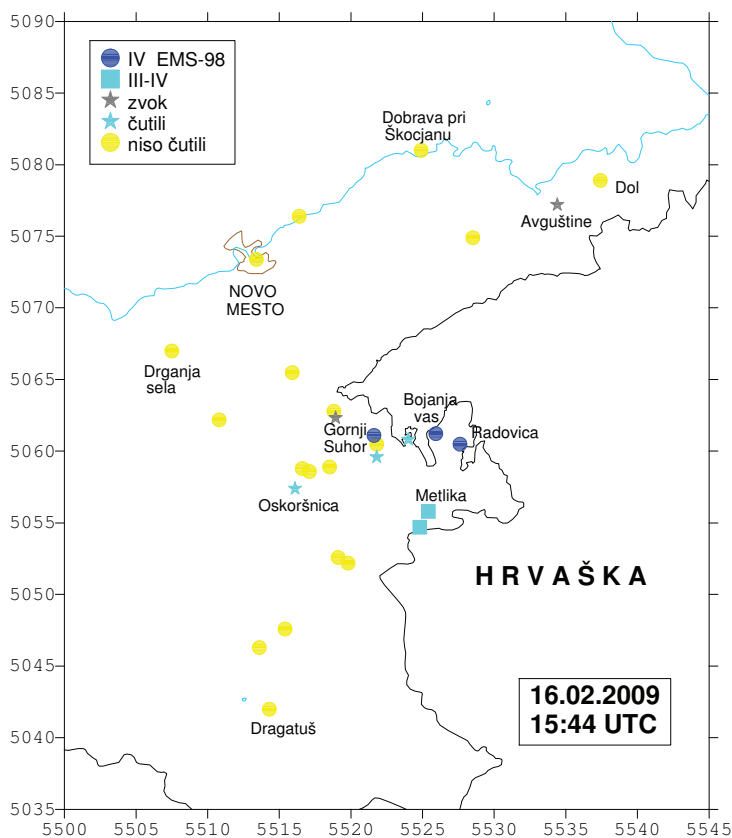 5090
5085
5080
5075
5070
5065
5060
5055
5050
5045
5040
5035
IV EMS-98
III-IV
zvok
čutili
niso čutili
Dobrava pri
Škocjanu
Dol
Avguštine
NOVO
MESTO
Drganja
sela
Bojanja
vas
Gornji
Suhor
Radovica
Metlika
Oskoršnica
HRVAŠKA
Dragatuš
16.02.2009
15:44 UTC
5500 5505 5510 5515 5520 5525 5530 5535 5540 5545